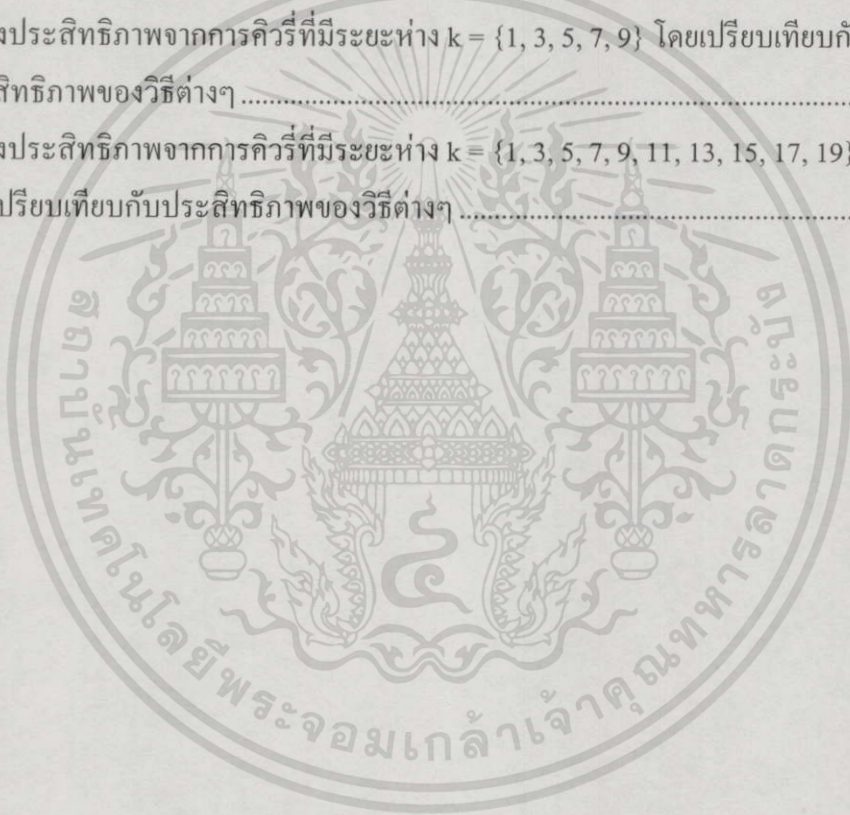 งประสิทธิภาพจากการคิวรี่ที่มีระยะห่าง k = {1, 3, 5, 7, 9} โดยเปรียบเทียบกั
สิทธิภาพของวิธีต่างๆ ............................................................
งประสิทธิภาพจากการคิวรี่ที่มีระยะห่าง k = {1, 3, 5, 7, 9, 11, 13, 15, 17, 19}
ปรียบเทียบกับประสิทธิภาพของวิธีต่างๆ ............................................................
สถาบันเทคโนโลยีพระจอมเกล้าเจ้าคุณทหารลาดกระบัง